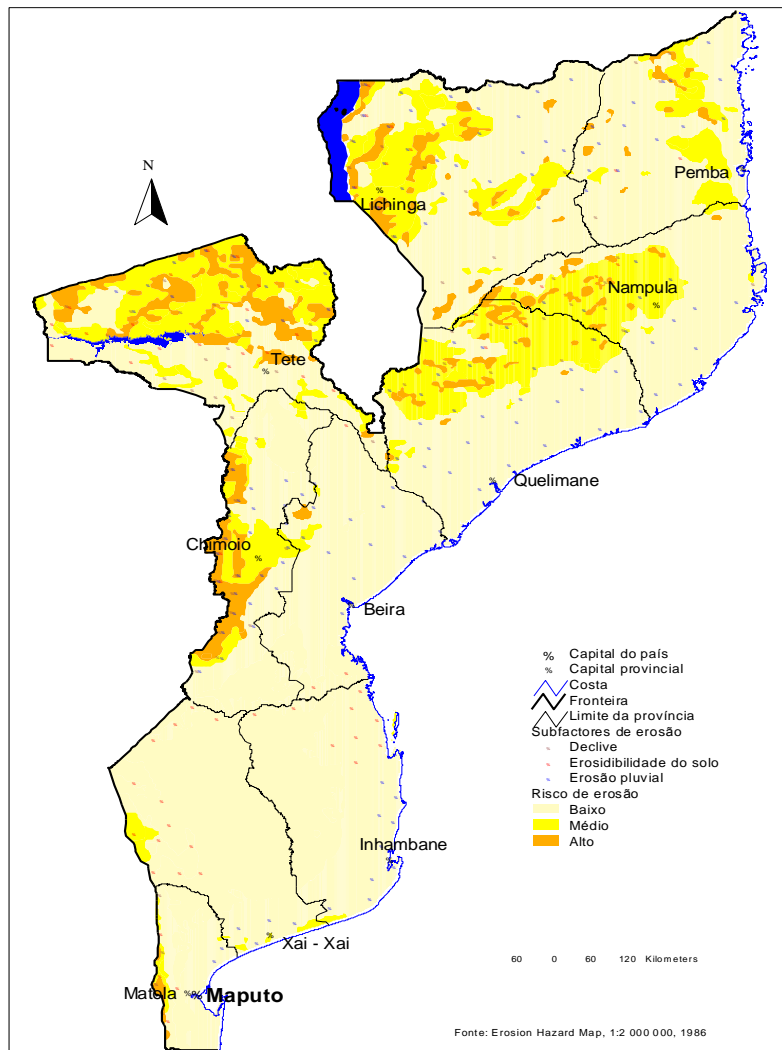 N
Pemba
Lichinga
Nampula
Tete
Quelimane
Chimoio
Beira
% Capital do país
% Capital provincial
Costa
Fronteira
Limite da província
Subfactores de erosão
Declive
Erosidibilidade do solo
Erosão pluvial
Risco de erosão
Baixo
Médio
Alto
Inhambane
Xai - Xai
60 0 60 120 Kilometers
Matola
Maputo
Fonte: Erosion Hazard Map, 1:2 000 000, 1986